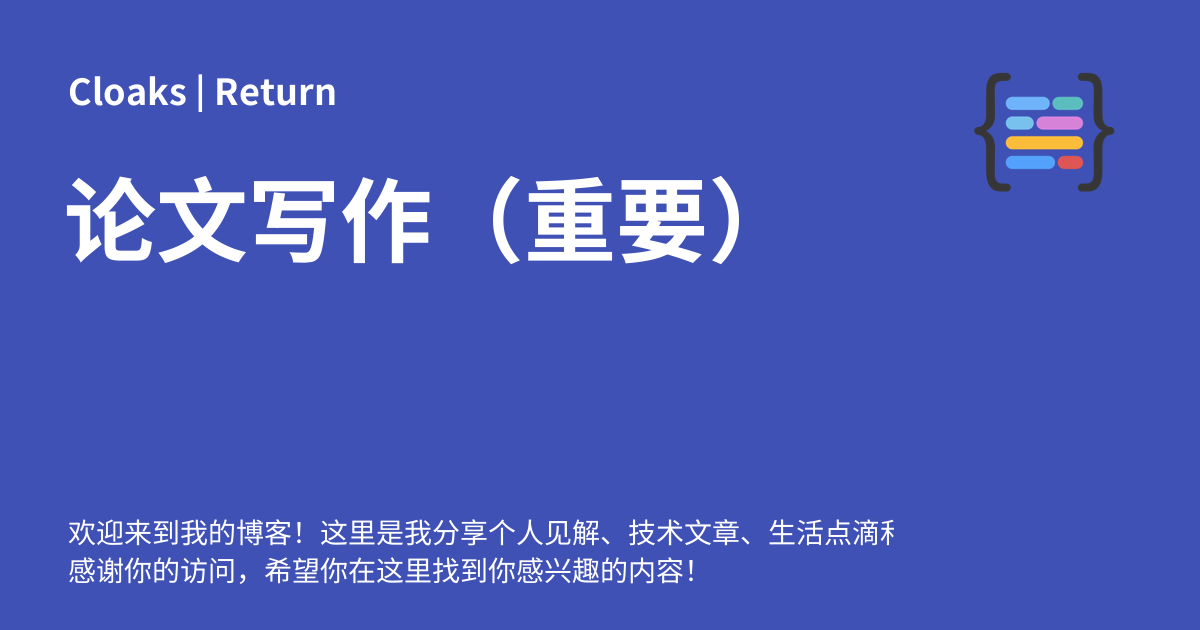 Cloaks | Return
论文写作（重要）
欢迎来到我的博客！这里是我分享个人见解、技术文章、生活点滴
感谢你的访问，希望你在这里找到你感兴趣的内容！